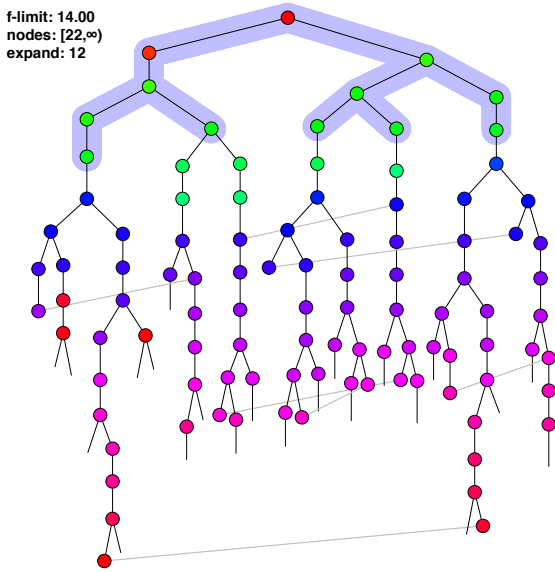 f-limit: 14.00
nodes: [22,∞)
expand: 12